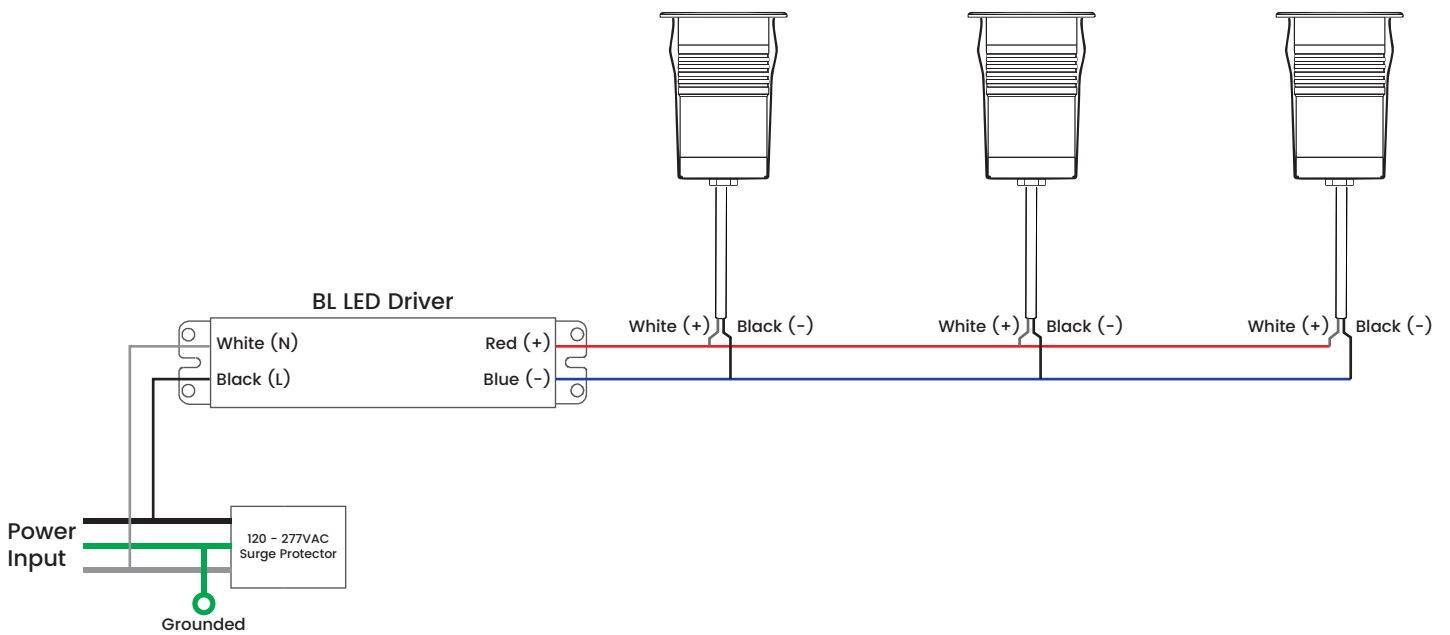 BL LED Driver
White (N)
Red (+)
Black (L)
Blue (-)
White (+)
Black (-)
White (+)
Black (-)
White (+)
Black (-)
Power
Input
120 - 277VAC
Surge Protector
Grounded